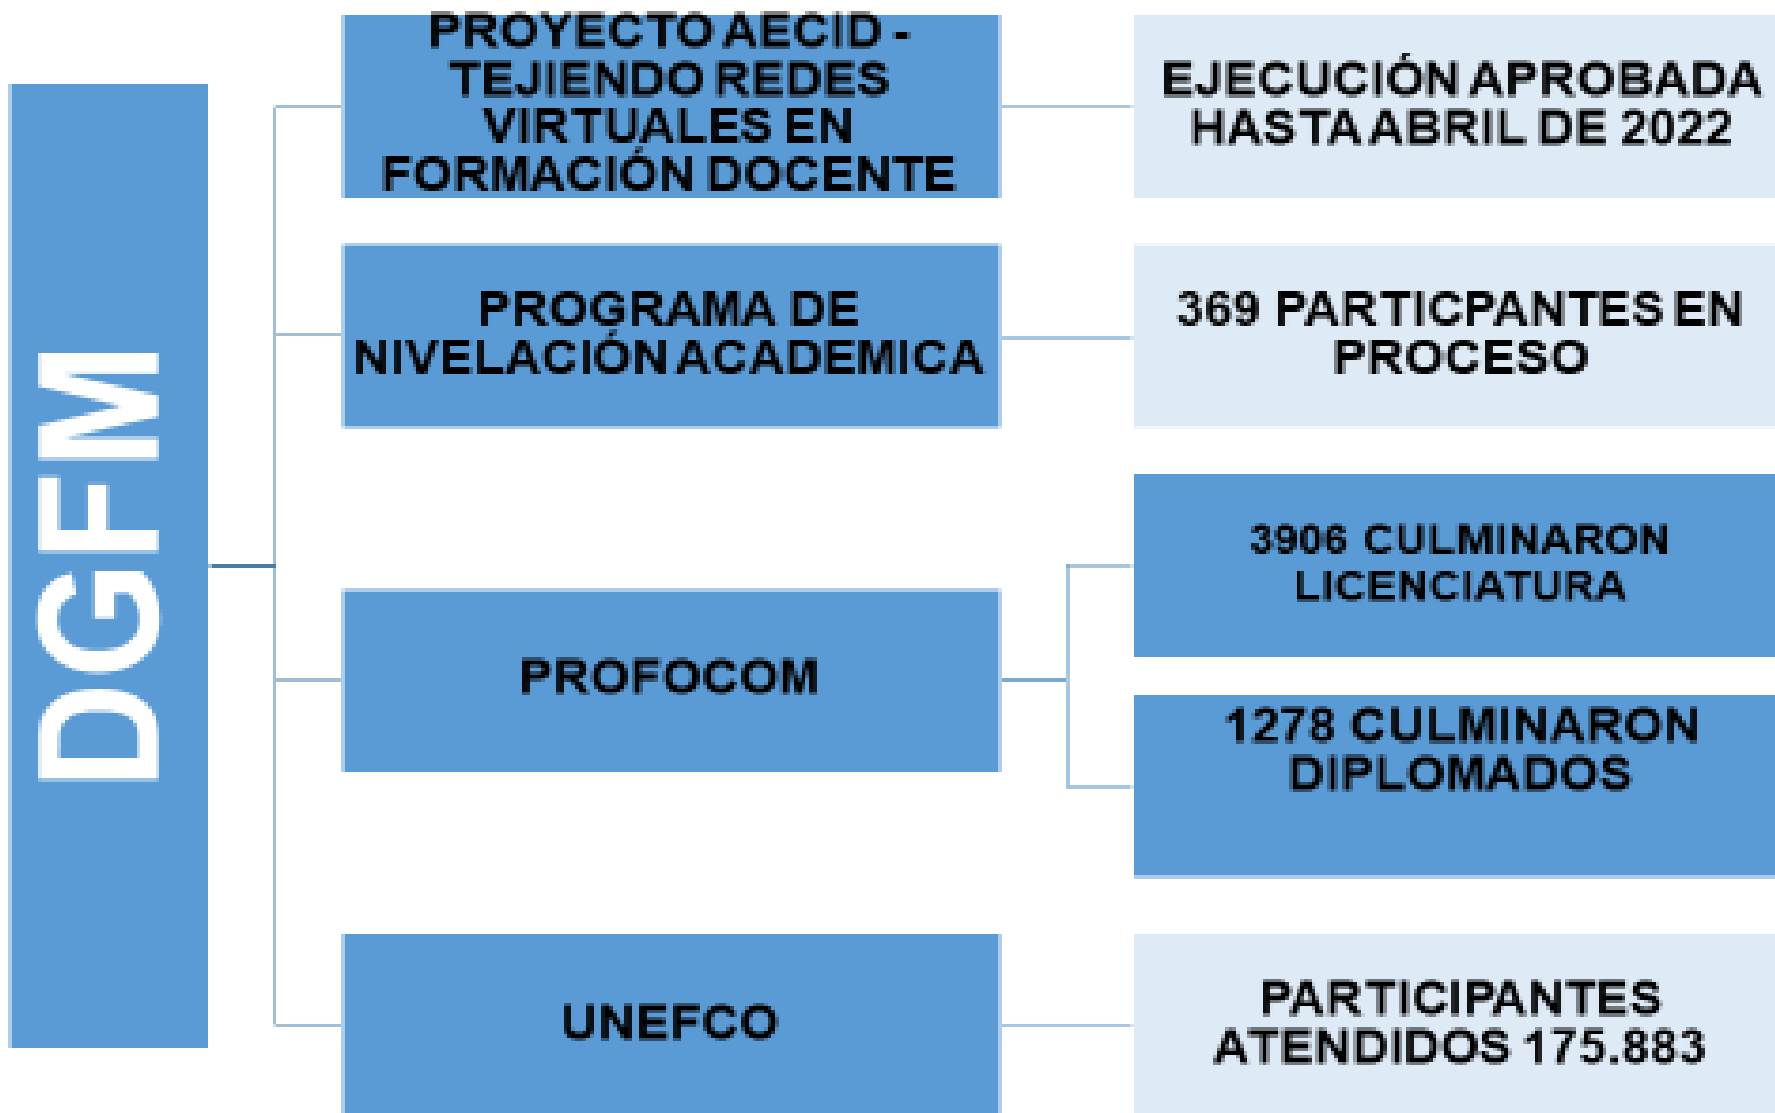 DGFM
PROYECTO AECID -
TEJIENDO REDES
VIRTUALES EN
FORMACIÓN DOCENTE
EJECUCIÓN APROBADA
HASTA ABRIL DE 2022
PROGRAMA DE
NIVELACIÓN ACADEMICA
369 PARTICPANTES EN
PROCESO
PROFOCOM
3906 CULMINARON
LICENCIATURA
1278 CULMINARON
DIPLOMADOS
UNEFCO
PARTICIPANTES
ATENDIDOS 175.883